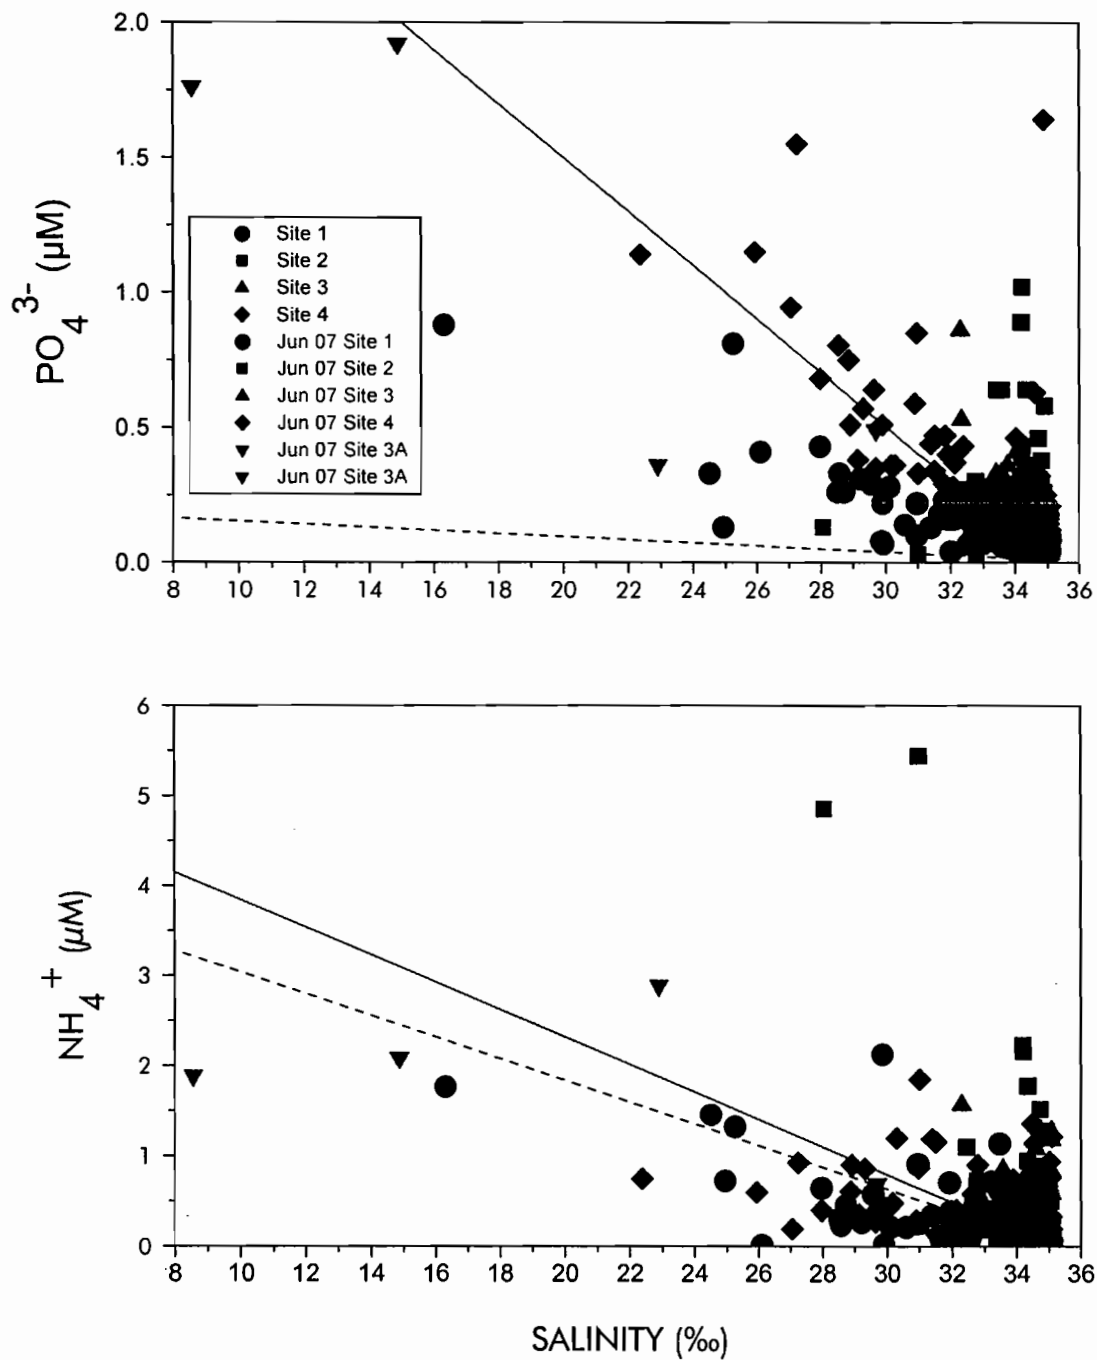 2.0
1.5
1.0
0.5
0.0
PO₄³⁻ (µM)
Site 1
Site 2
Site 3
Site 4
Jun 07 Site 1
Jun 07 Site 2
Jun 07 Site 3
Jun 07 Site 4
Jun 07 Site 3A
Jun 07 Site 3A
8 10 12 14 16 18 20 22 24 26 28 30 32 34 36
6
5
4
3
2
1
0
NH₄⁺ (µM)
8 10 12 14 16 18 20 22 24 26 28 30 32 34 36
SALINITY (‰)